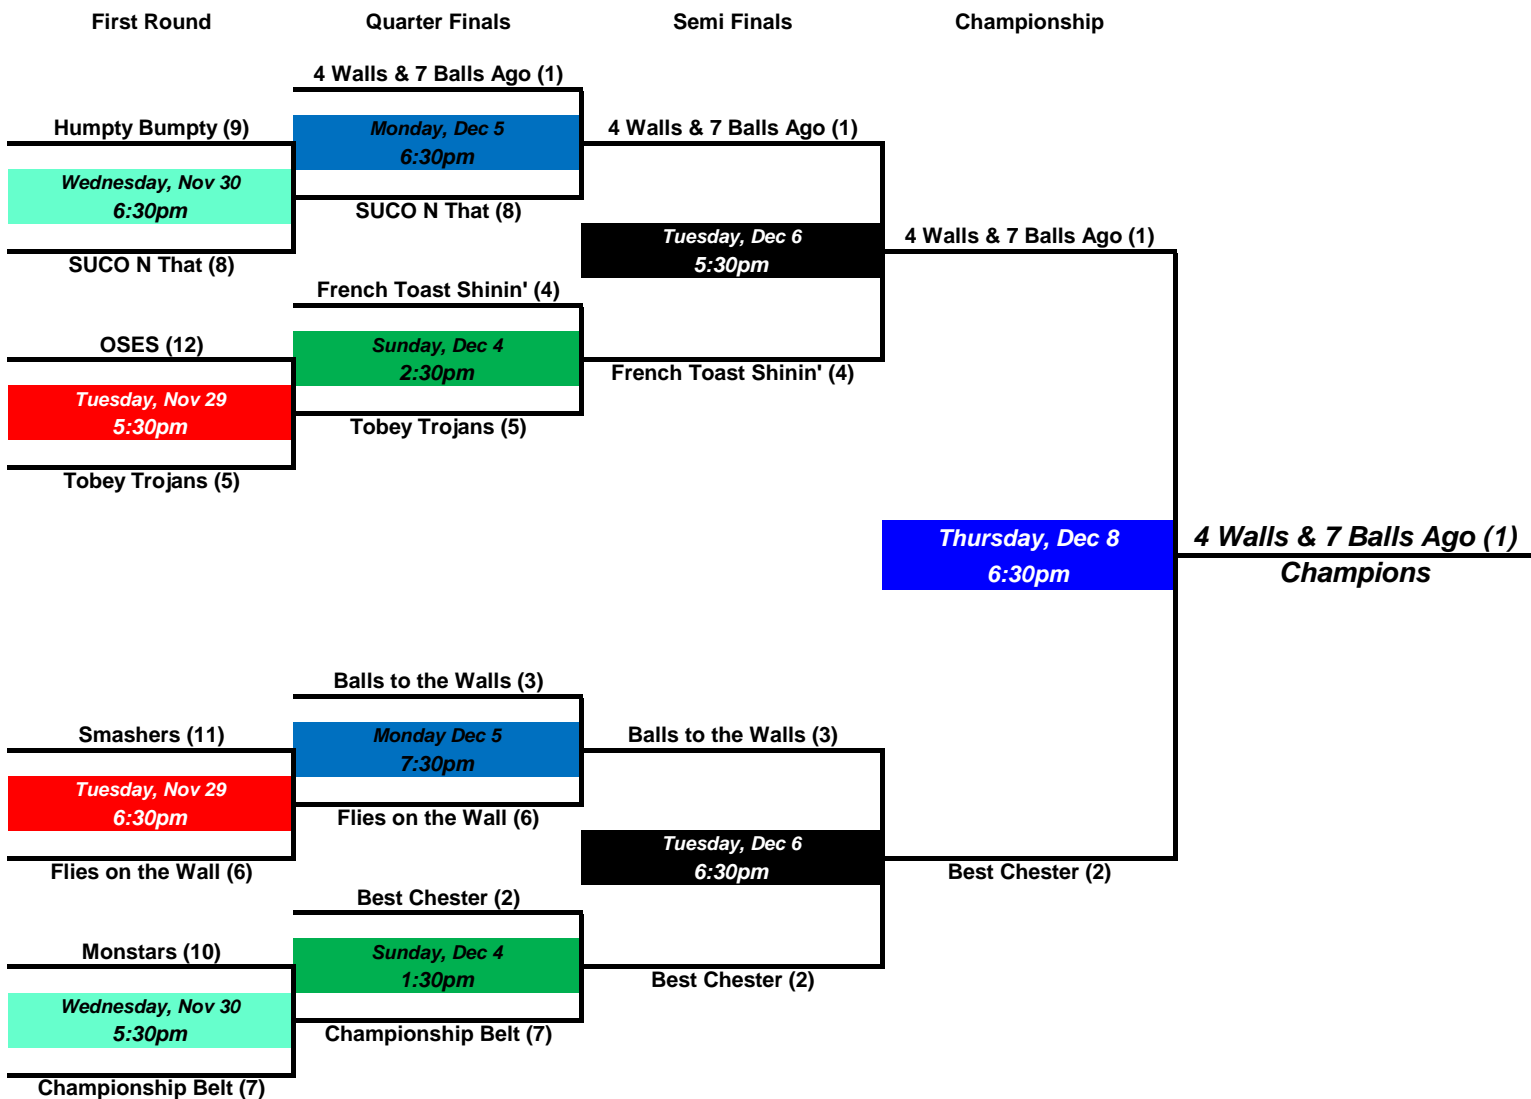 First Round
Quarter Finals
Semi Finals
Championship
4 Walls & 7 Balls Ago (1)
Humpty Bumpty (9)
Monday, Dec 5
6:30pm
4 Walls & 7 Balls Ago (1)
Wednesday, Nov 30
6:30pm
SUCO N That (8)
Tuesday, Dec 6
5:30pm
4 Walls & 7 Balls Ago (1)
SUCO N That (8)
French Toast Shinin' (4)
OSES (12)
Sunday, Dec 4
2:30pm
French Toast Shinin' (4)
Tuesday, Nov 29
5:30pm
Tobey Trojans (5)
Tobey Trojans (5)
Thursday, Dec 8
6:30pm
4 Walls & 7 Balls Ago (1)
Champions
Balls to the Walls (3)
Smashers (11)
Monday Dec 5
7:30pm
Balls to the Walls (3)
Tuesday, Nov 29
6:30pm
Flies on the Wall (6)
Tuesday, Dec 6
6:30pm
Flies on the Wall (6)
Best Chester (2)
Best Chester (2)
Monstars (10)
Sunday, Dec 4
1:30pm
Best Chester (2)
Wednesday, Nov 30
5:30pm
Championship Belt (7)
Championship Belt (7)